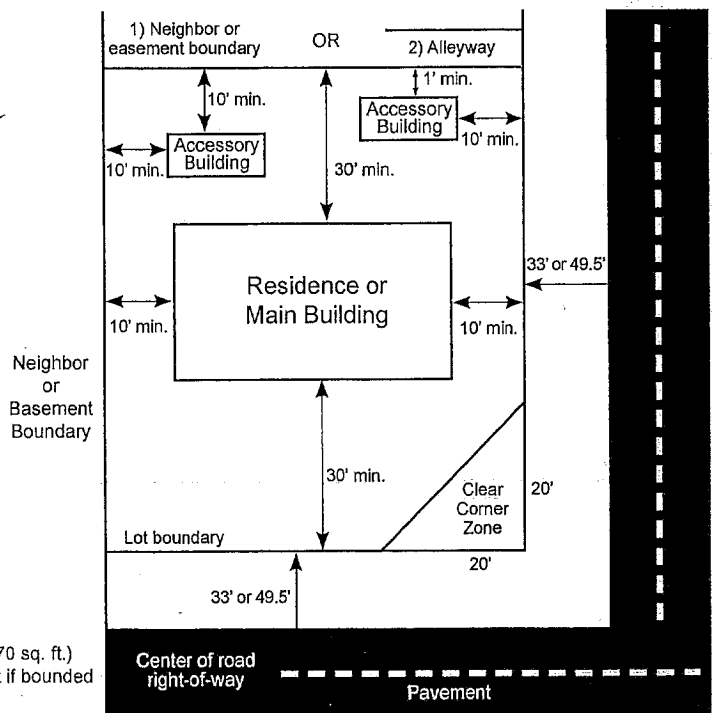 1) Neighbor or
easement boundary
OR
2) Alleyway
10' min.
1' min.
Accessory
Building
10' min.
Accessory
Building
10' min.
30' min.
33' or 49.5'
Residence or
Main Building
10' min.
10' min.
Neighbor
or
Basement
Boundary
30' min.
Clear
Corner
Zone
20'
Lot boundary
20'
33' or 49.5'
70 sq. ft.)
if bounded
Center of road
right-of-way
Pavement